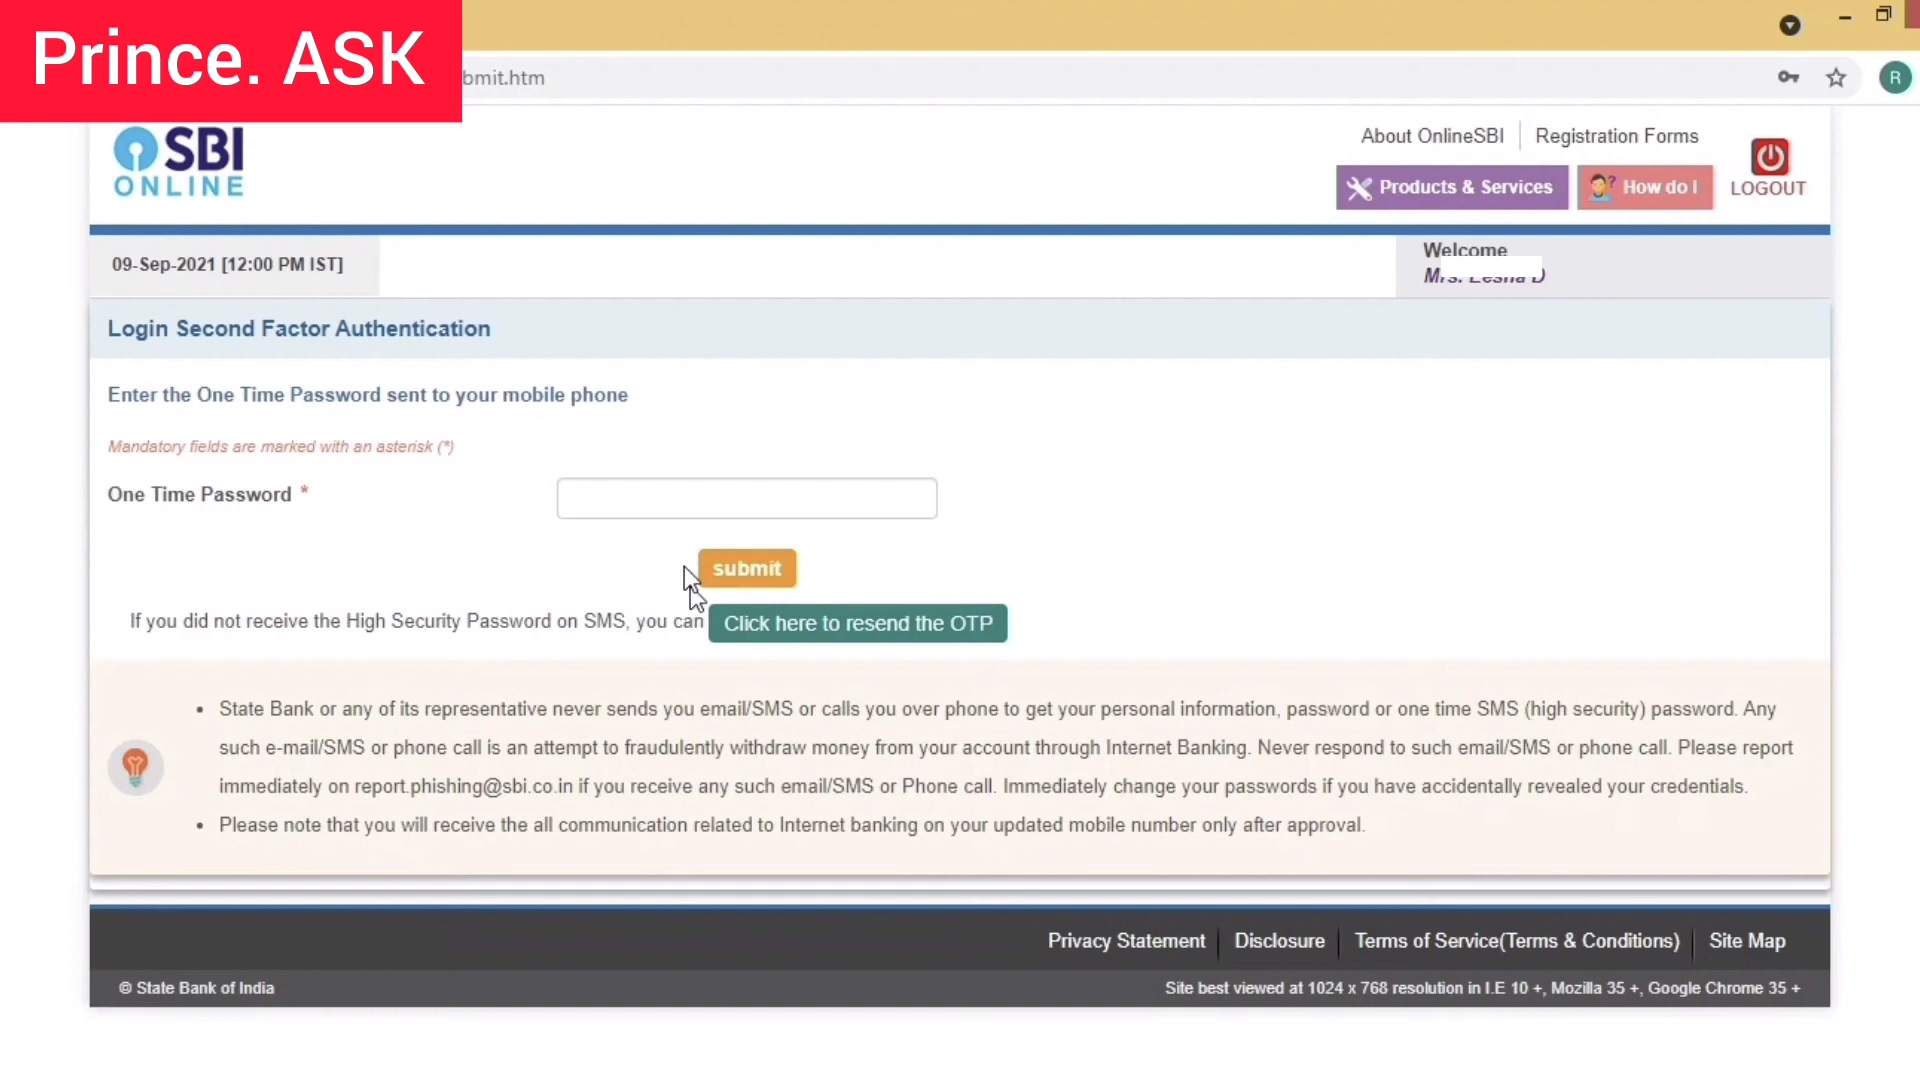 Prince. ASK
bmit.htm
R
SBI
ONLINE
About OnlineSBI
Registration Forms
Products & Services
How do I
LOGOUT
09-Sep-2021 [12:00 PM IST]
Welcome
Login Second Factor Authentication
Enter the One Time Password sent to your mobile phone
Mandatory fields are marked with an asterisk (*)
One Time Password *
submit
If you did not receive the High Security Password on SMS, you can Click here to resend the OTP
• State Bank or any of its representative never sends you email/SMS or calls you over phone to get your personal information, password or one time SMS (high security) password. Any
such e-mail/SMS or phone call is an attempt to fraudulently withdraw money from your account through Internet Banking. Never respond to such email/SMS or phone call. Please report
immediately on report.phishing@sbi.co.in if you receive any such email/SMS or Phone call. Immediately change your passwords if you have accidentally revealed your credentials.
• Please note that you will receive the all communication related to Internet banking on your updated mobile number only after approval.
Privacy Statement
Disclosure
Terms of Service(Terms & Conditions)
Site Map
© State Bank of India
Site best viewed at 1024 x 768 resolution in I.E 10 +, Mozilla 35 +, Google Chrome 35 +